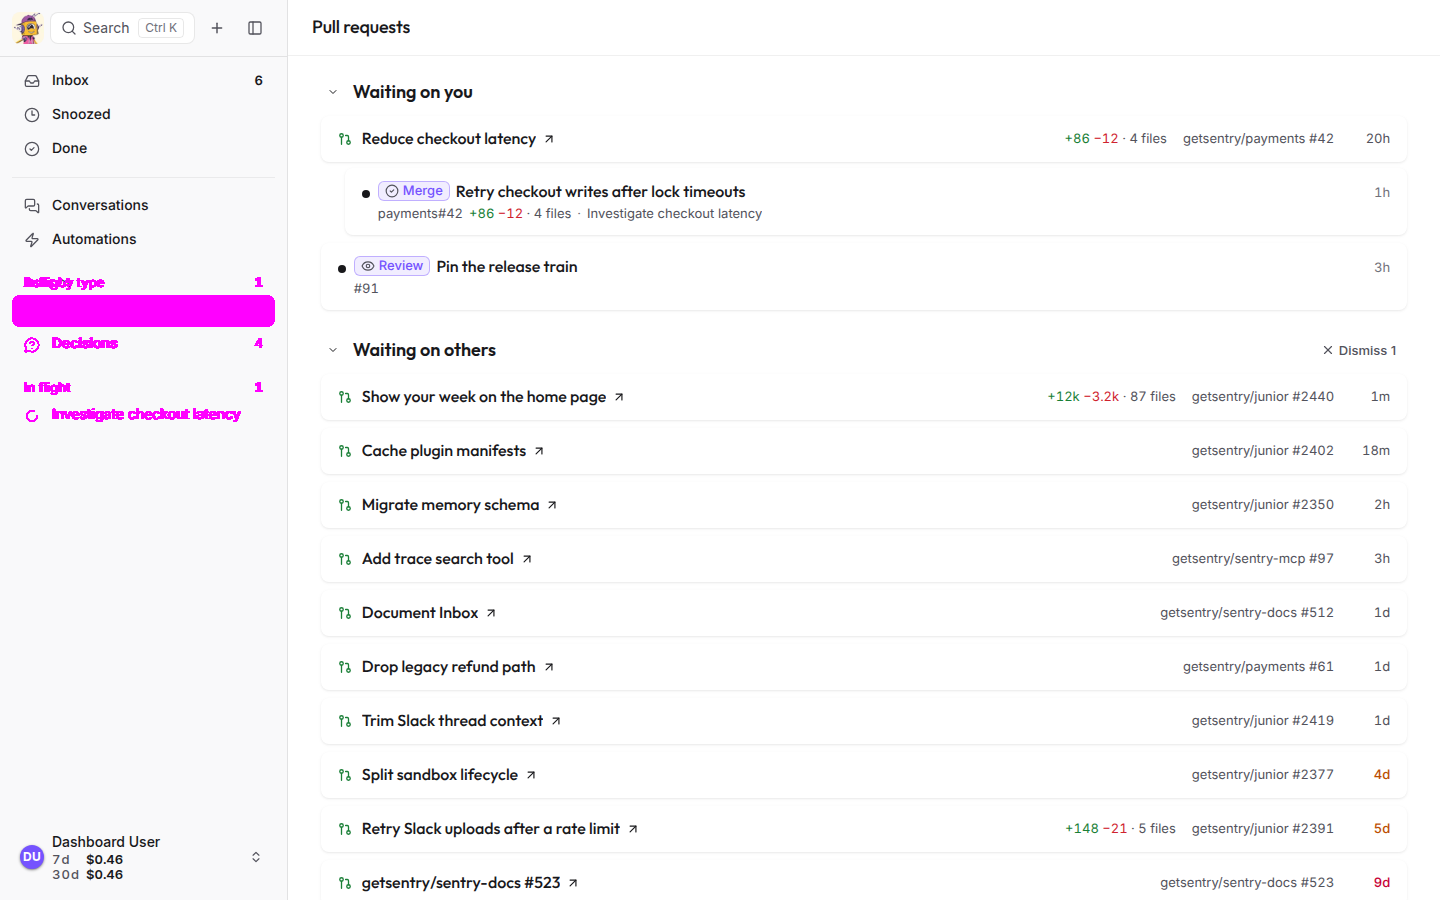 Search Ctrl K
Inbox 6
Snoozed
Done
Conversations
Automations
by type 1
Decisions 4
In flight 1
Investigate checkout latency
Dashboard User
7d $0.46
30d $0.46
DU
Pull requests
Waiting on you
Reduce checkout latency +86 −12 · 4 files getsentry/payments #42 20h
Merge Retry checkout writes after lock timeouts 1h
payments#42 +86 −12 · 4 files · Investigate checkout latency
Review Pin the release train 3h
#91
Waiting on others Dismiss 1
Show your week on the home page +12k −3.2k · 87 files getsentry/junior #2440 1m
Cache plugin manifests getsentry/junior #2402 18m
Migrate memory schema getsentry/junior #2350 2h
Add trace search tool getsentry/sentry-mcp #97 3h
Document Inbox getsentry/sentry-docs #512 1d
Drop legacy refund path getsentry/payments #61 1d
Trim Slack thread context getsentry/junior #2419 1d
Split sandbox lifecycle getsentry/junior #2377 4d
Retry Slack uploads after a rate limit +148 −21 · 5 files getsentry/junior #2391 5d
getsentry/sentry-docs #523 getsentry/sentry-docs #523 9d